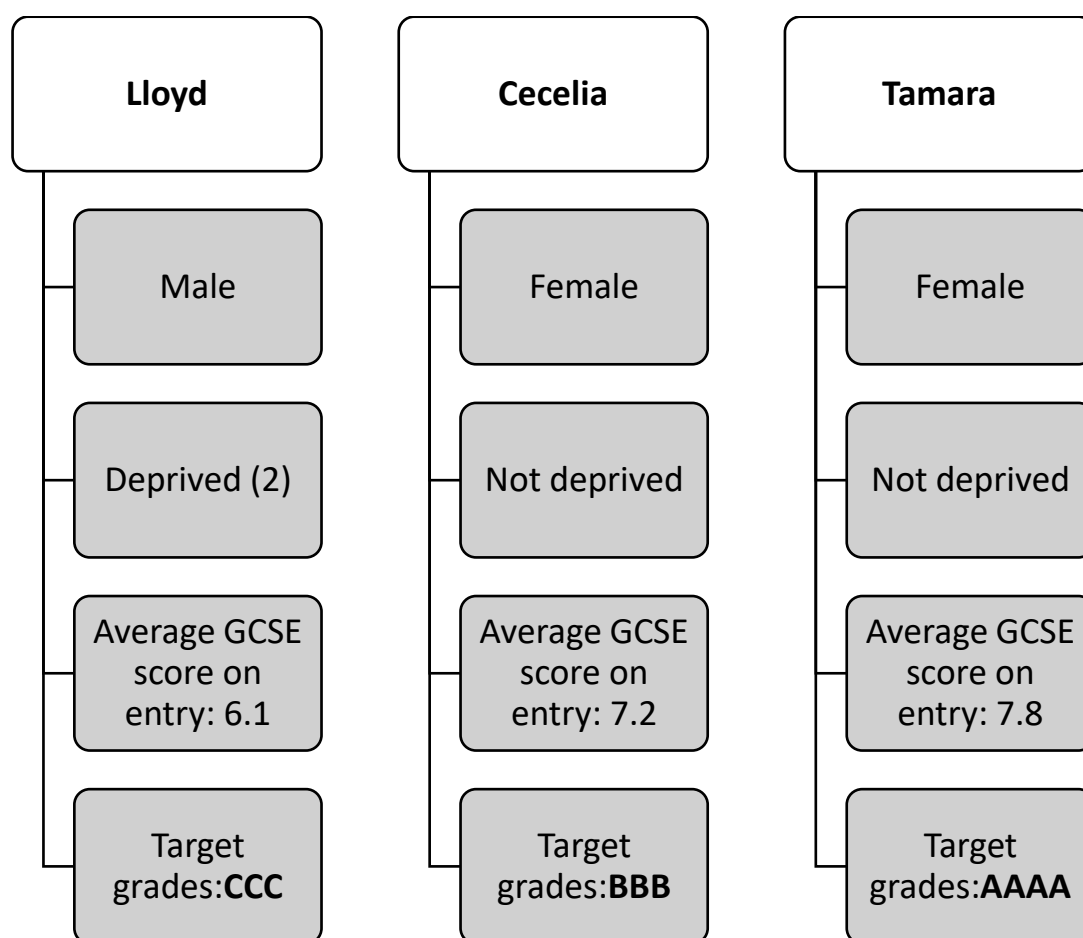 Lloyd
Male
Deprived (2)
Average GCSE
score on
entry: 6.1
Target
grades:CCC
Cecelia
Female
Not deprived
Average GCSE
score on
entry: 7.2
Target
grades:BBB
Tamara
Female
Not deprived
Average GCSE
score on
entry: 7.8
Target
grades:AAAA